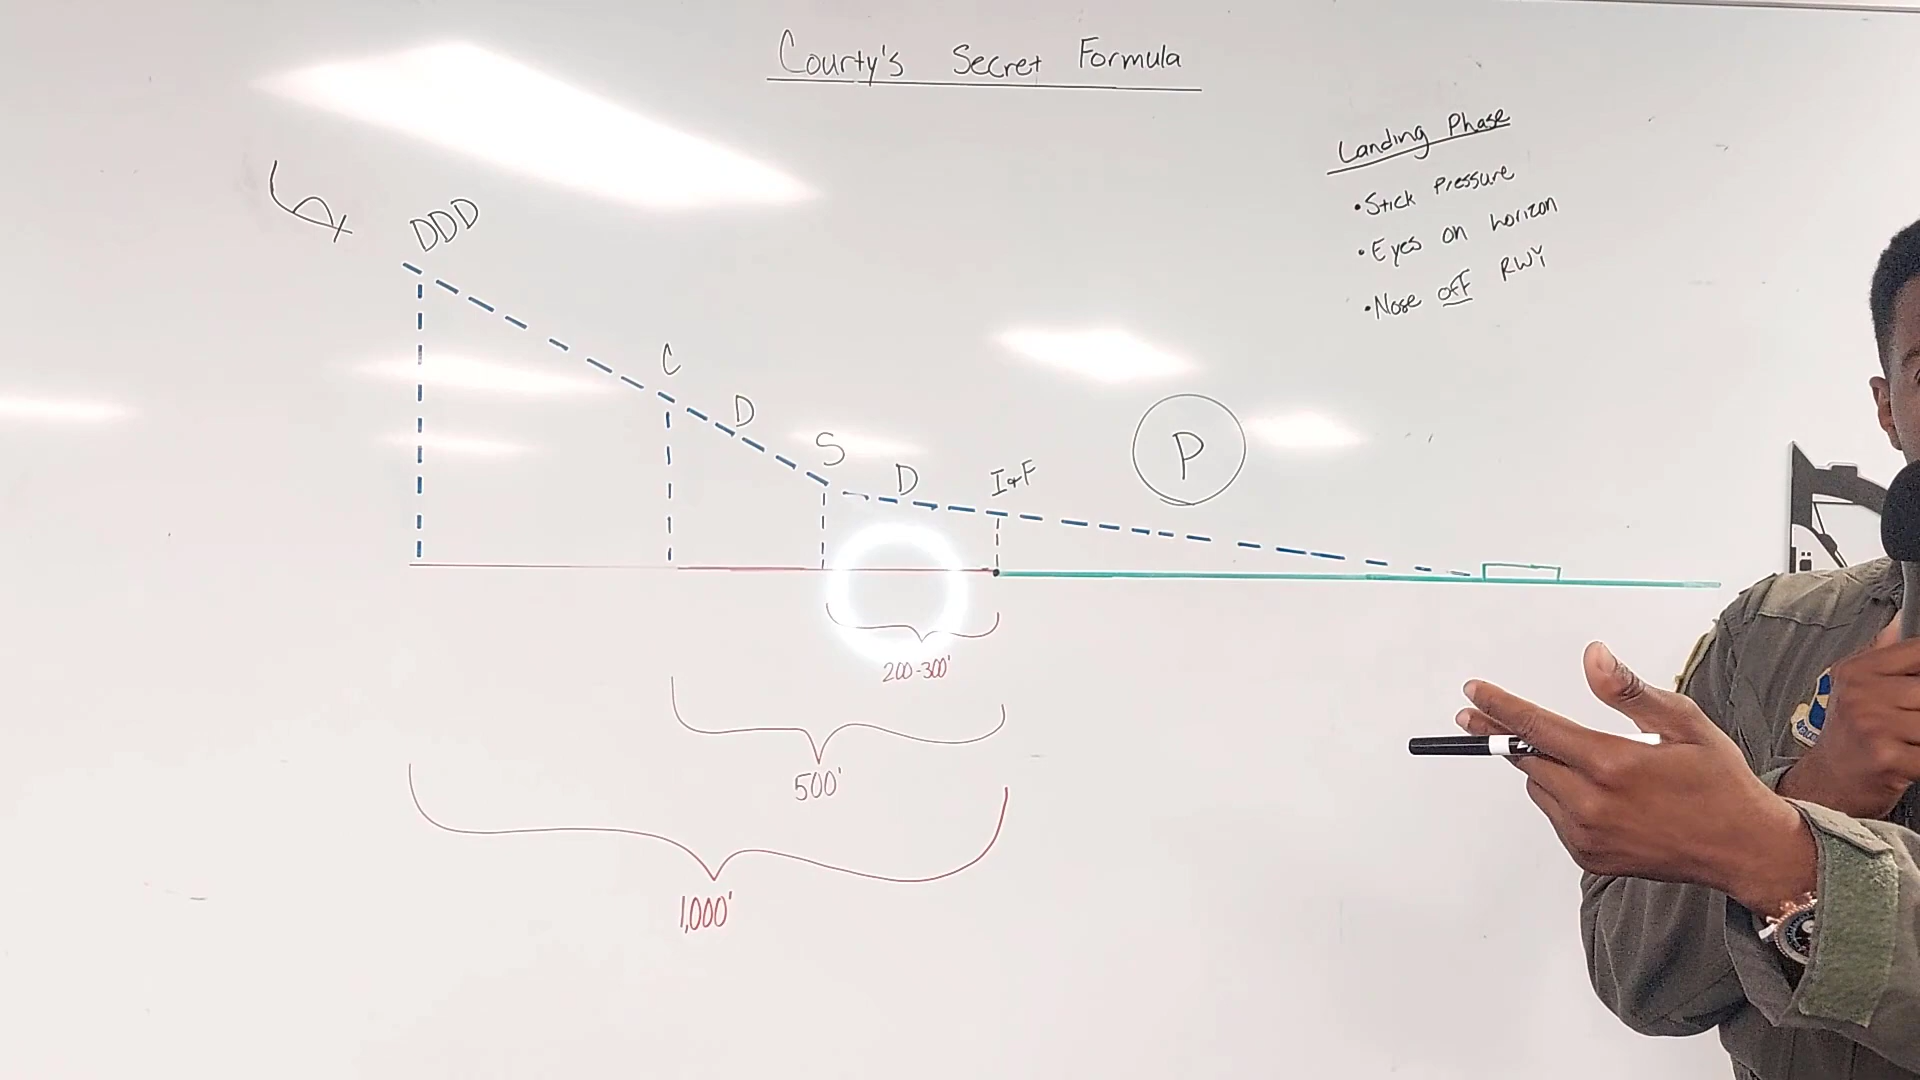 Courty's Secret Formula
Landing Phase
• Stick Pressure
• Eyes on horizon
• Nose off RWY
DDD
C
D
S
D
I+F
P
200-300'
500'
1,000'